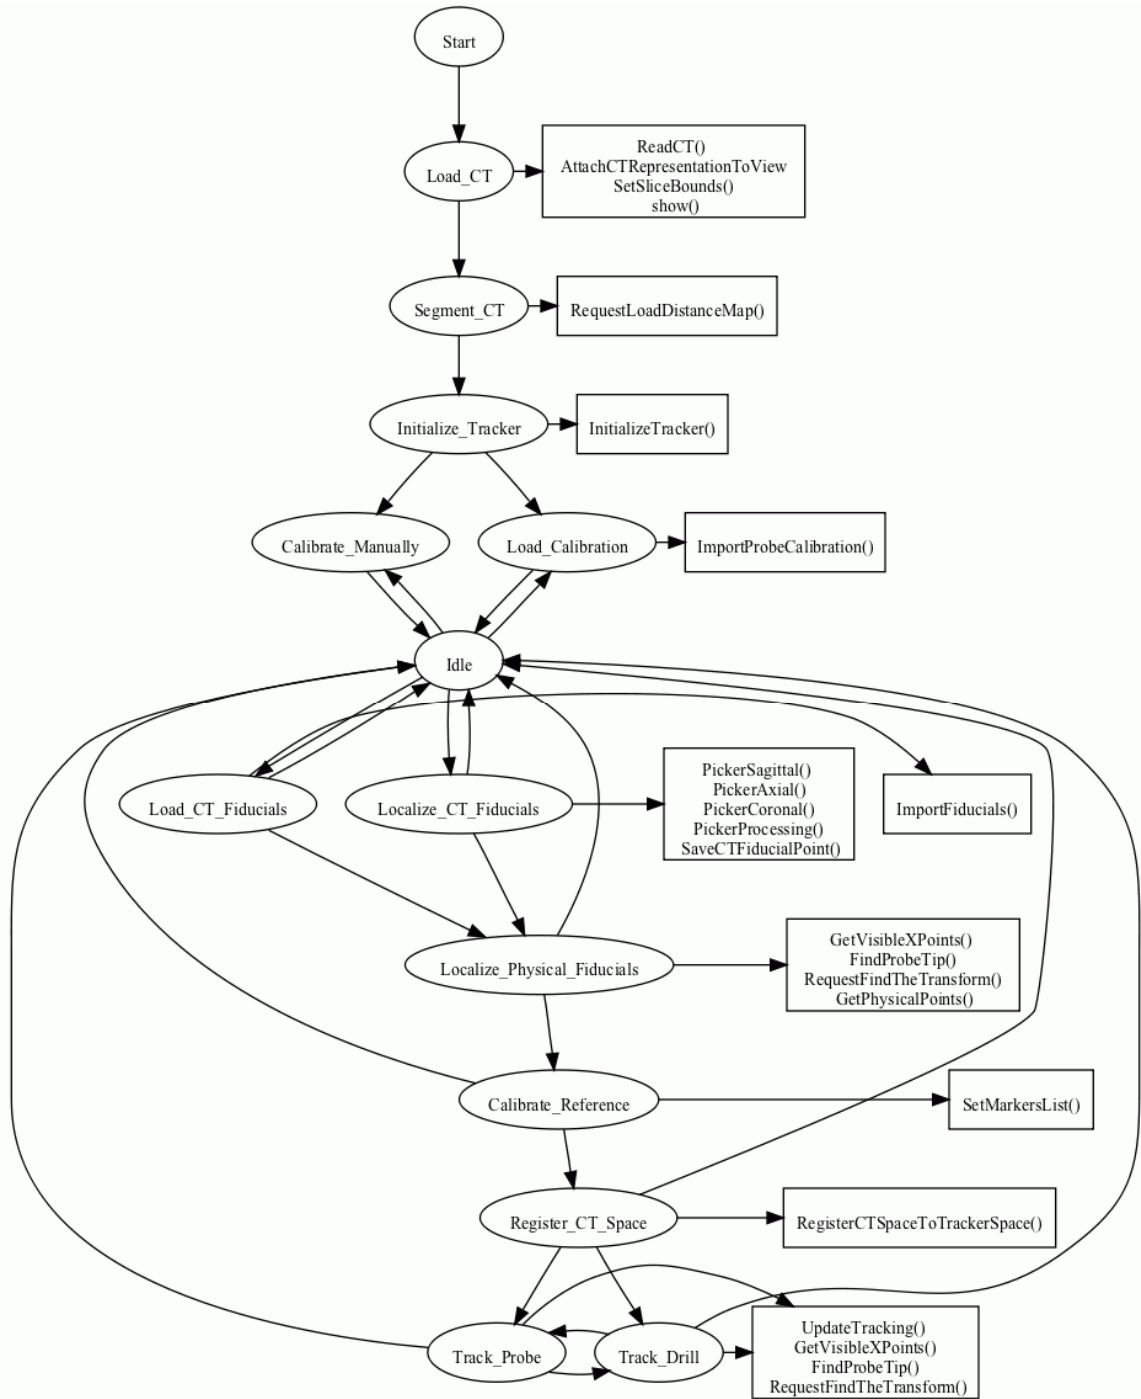 Start
Load_CT
ReadCT()
AttachCTRepresentationToView
SetSliceBounds()
show()
Segment_CT
RequestLoadDistanceMap()
Initialize_Tracker
InitializeTracker()
Calibrate_Manually
Load_Calibration
ImportProbeCalibration()
Idle
Load_CT_Fiducials
Localize_CT_Fiducials
PickerSagittal()
PickerAxial()
PickerCoronal()
PickerProcessing()
SaveCTFiducialPoint()
ImportFiducials()
Localize_Physical_Fiducials
GetVisibleXPoints()
FindProbeTip()
RequestFindTheTransform()
GetPhysicalPoints()
Calibrate_Reference
SetMarkersList()
Register_CT_Space
RegisterCTSpaceToTrackerSpace()
Track_Probe
Track_Drill
UpdateTracking()
GetVisibleXPoints()
FindProbeTip()
RequestFindTheTransform()